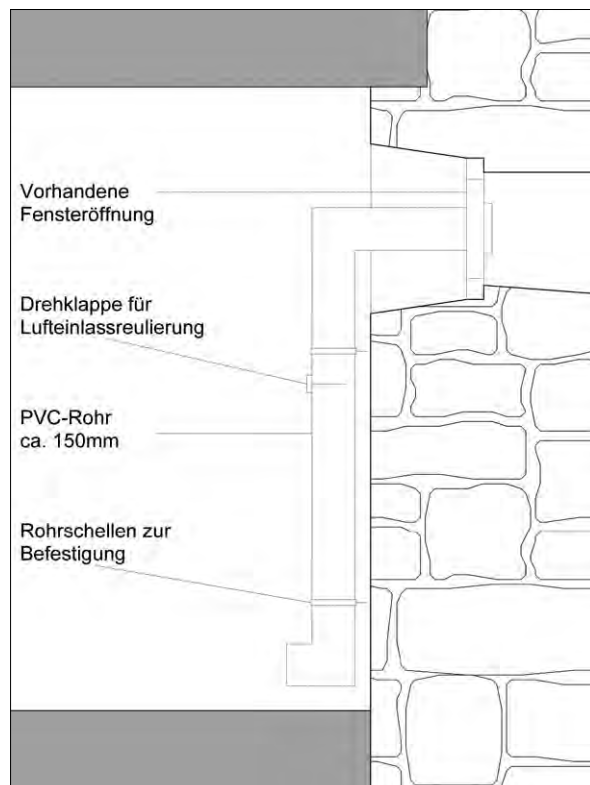 Vorhandene
Fensteröffnung
Drehklappe für
Lufteinlassreulierung
PVC-Rohr
ca. 150mm
Rohrschellen zur
Befestigung